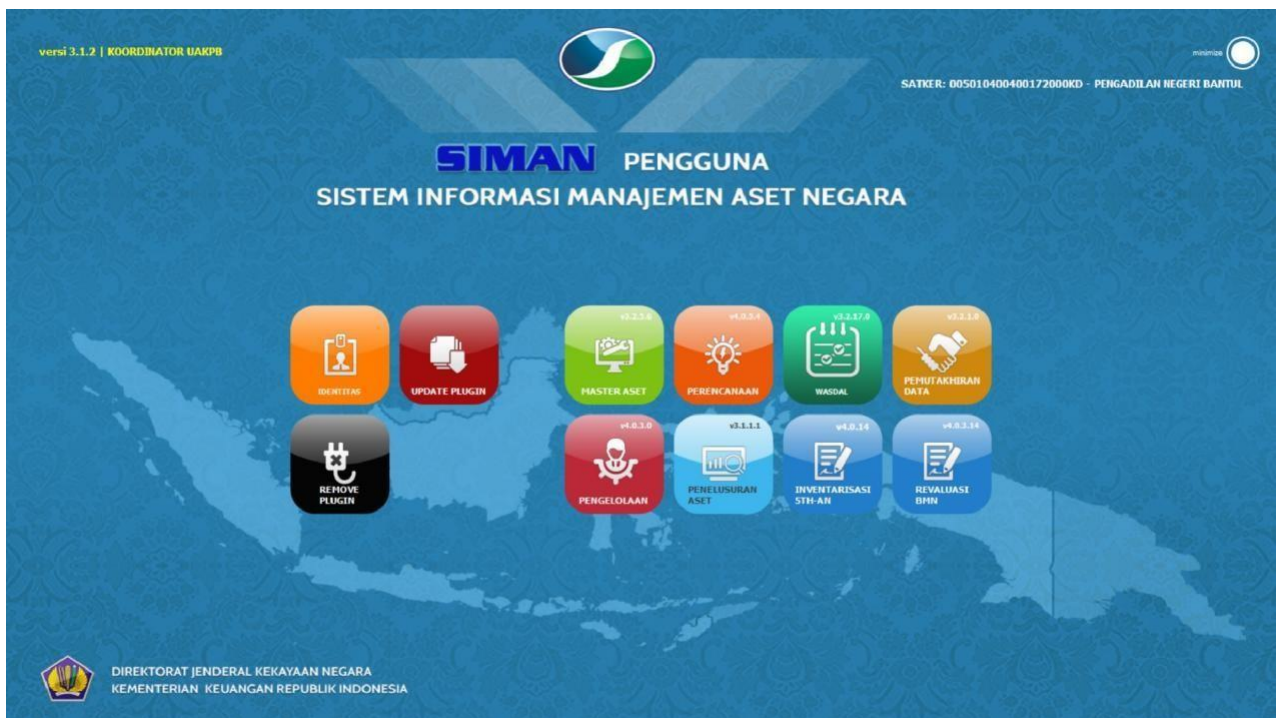 versi 3.1.2 | KOORDINATOR UAKPB
minimize
SATKER: 005010400400172000KD - PENGADILAN NEGERI BANTUL
SIMAN PENGGUNA
SISTEM INFORMASI MANAJEMEN ASET NEGARA
IDENTITAS
UPDATE PLUGIN
v3.2.3.6
MASTER ASET
v4.0.3.4
PERENCANAAN
v3.2.17.0
WASDAL
v3.2.1.0
PEMUTAKHIRAN
DATA
REMOVE
PLUGIN
v4.0.3.0
PENGELOLAAN
v3.1.1.1
PENELUSURAN
ASET
v4.0.14
INVENTARISASI
5TH-AN
v4.0.3.14
REVALUASI
BMN
DIREKTORAT JENDERAL KEKAYAAN NEGARA
KEMENTERIAN KEUANGAN REPUBLIK INDONESIA